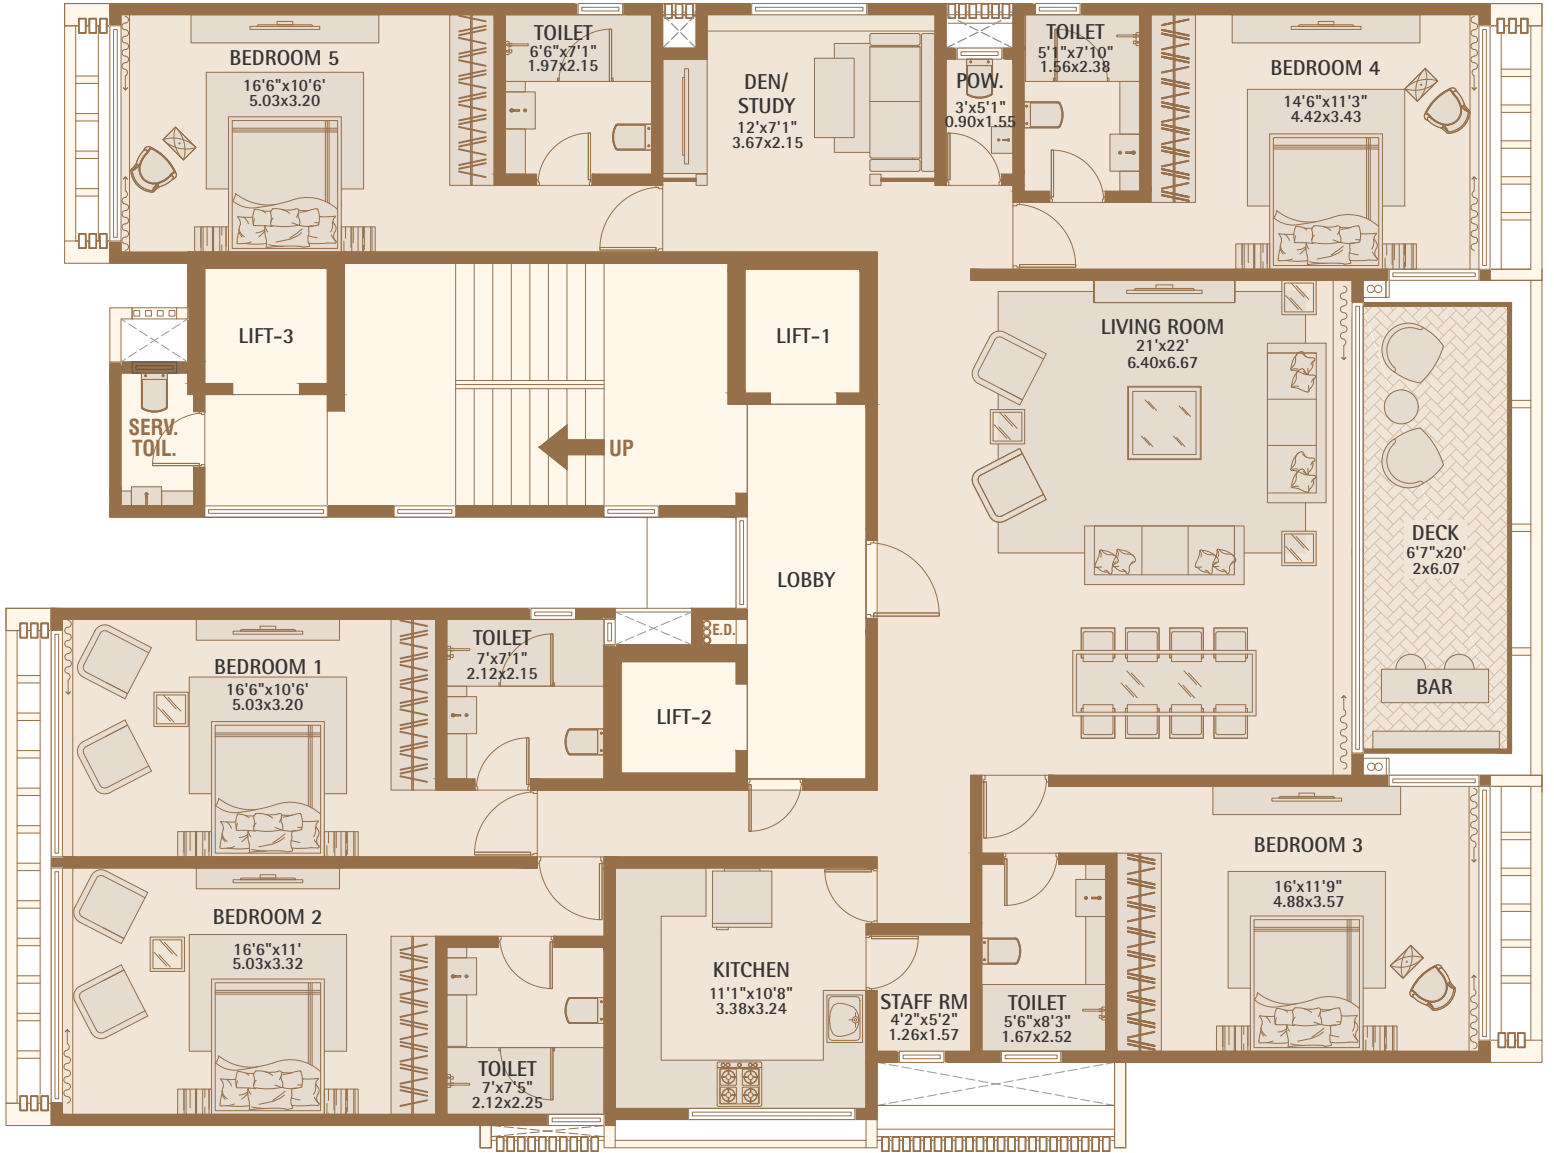 BEDROOM 5
16'6"x10'6'
5.03x3.20
TOILET
6'6"x7'1"
1.97x2.15
DEN/
STUDY
12'x7'1"
3.67x2.15
POW.
3'x5'1"
0.90x1.55
TOILET
5'1"x7'10"
1.56x2.38
BEDROOM 4
14'6"x11'3"
4.42x3.43
LIFT-3
LIFT-1
LIVING ROOM
21'x22'
6.40x6.67
SERV.
TOIL.
UP
DECK
6'7"x20'
2x6.07
LOBBY
E.D.
BEDROOM 1
16'6"x10'6'
5.03x3.20
TOILET
7'x7'1"
2.12x2.15
LIFT-2
BAR
BEDROOM 2
16'6"x11'
5.03x3.32
TOILET
7'x7'5"
2.12x2.25
KITCHEN
11'1"x10'8"
3.38x3.24
STAFF RM
4'2"x5'2"
1.26x1.57
TOILET
5'6"x8'3"
1.67x2.52
BEDROOM 3
16'x11'9"
4.88x3.57